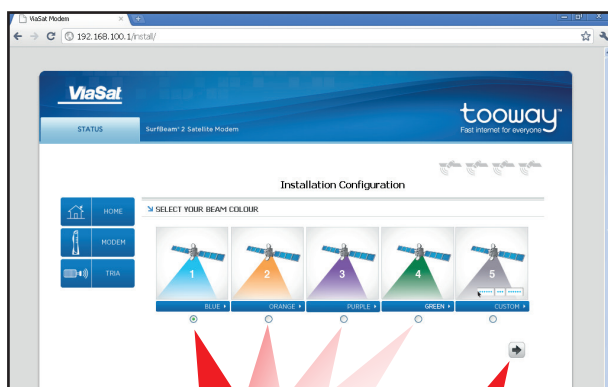 ViaSat Modem
192.168.100.1/install/
ViaSat
tooway™
Fast internet for everyone
STATUS
SurfBeam® 2 Satellite Modem
Installation Configuration
HOME
SELECT YOUR BEAM COLOUR
MODEM
TRIA
1
2
3
4
5
BLUE
ORANGE
PURPLE
GREEN
CUSTOM